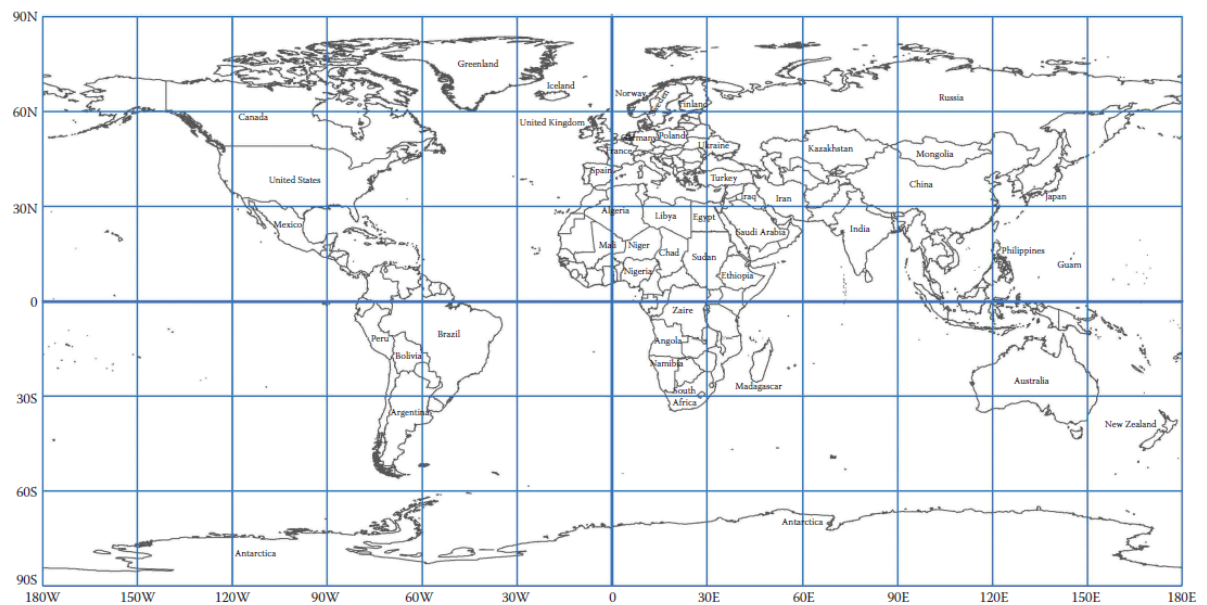 90N
Greenland
Iceland
Norway
Finland
Russia
60N
Canada
United Kingdom
Germany
Poland
Ukraine
France
Kazakhstan
Mongolia
Spain
Turkey
United States
China
Iraq
Iran
Japan
30N
Algeria
Libya
Egypt
Mexico
Saudi Arabia
India
Mali
Niger
Chad
Sudan
Philippines
Guam
Nigeria
Ethiopia
0
Zaire
Peru
Brazil
Angola
Bolivia
Namibia
Madagascar
Australia
South
Africa
30S
Argentina
New Zealand
60S
Antarctica
Antarctica
90S
180W
150W
120W
90W
60W
30W
0
30E
60E
90E
120E
150E
180E